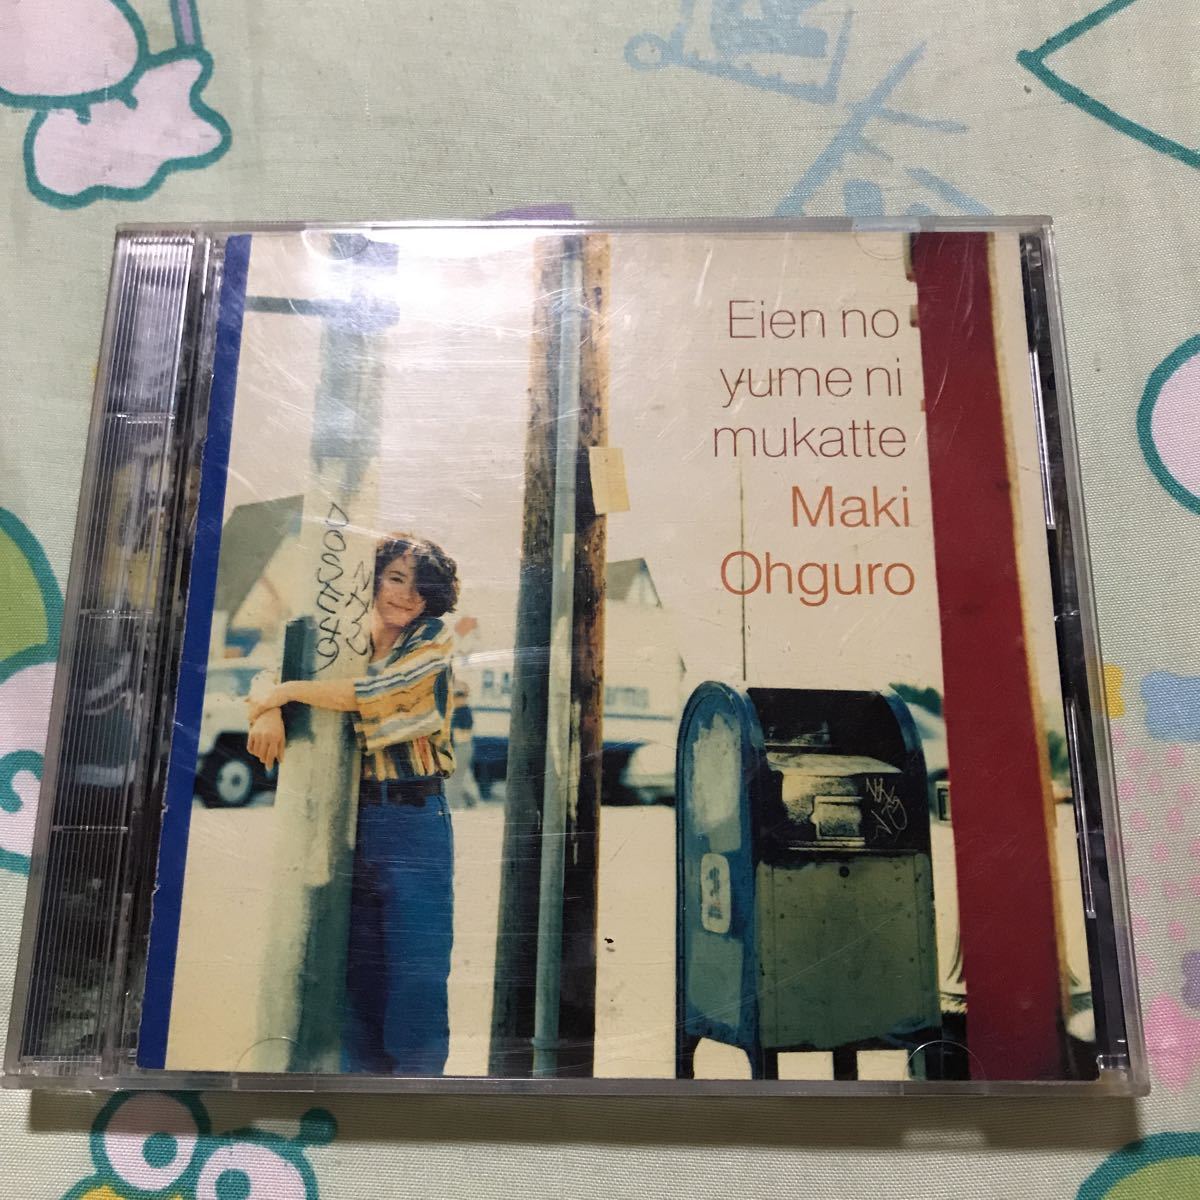 Eien no
yume ni
mukatte
Maki
Ohguro